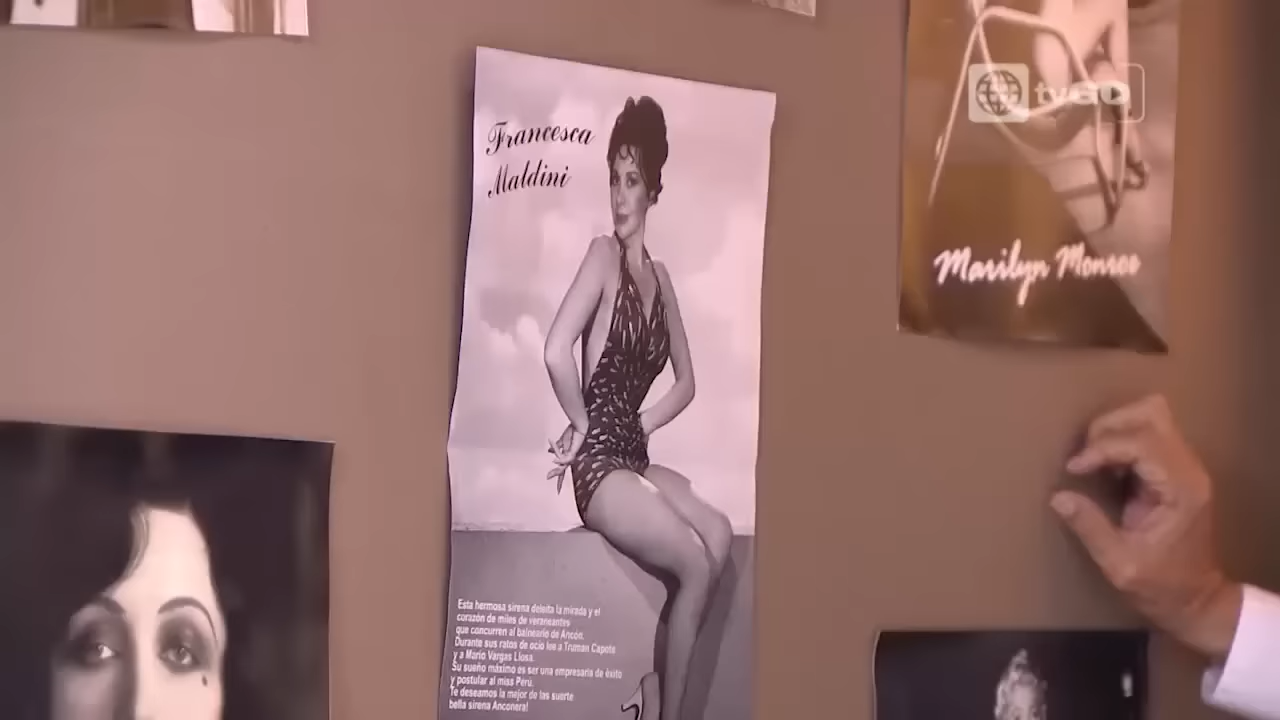 Francesca
Maldini
tvGO
Marilyn Monroe
Esta hermosa sirena deleita la mirada y el
corazón de miles de veraneantes
que concurren al balneario de Ancón.
Durante sus ratos de ocio lee a Truman Capote
y a Mario Vargas Llosa.
Su sueño máximo es ser una empresaria de éxito
y postular al miss Perú.
Te deseamos la mejor de las suerte
bella sirena Anconera!